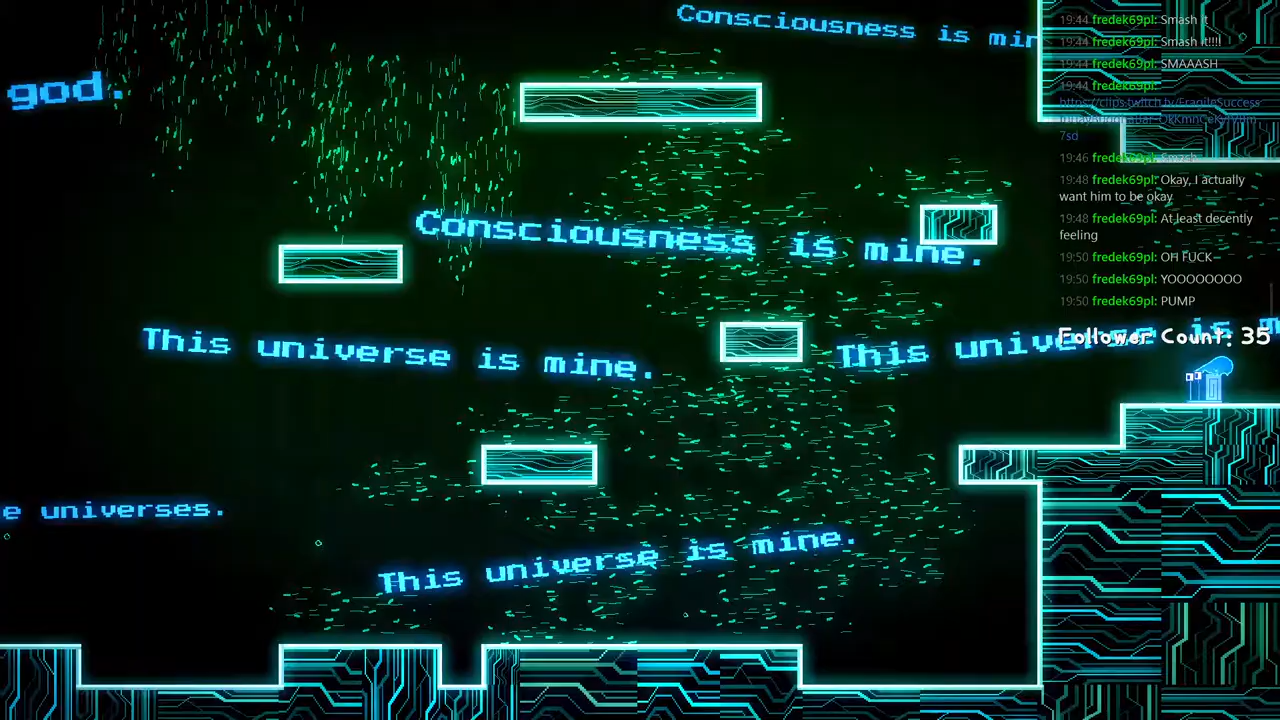 Consciousness is min
god.
Consciousness is mine.
This universe is mine.
This universe is m
e universes.
This universe is mine.
19:44 fredek69pl: Smash it
19:44 fredek69pl: Smash it!!!!
19:44 fredek69pl: SMAAASH
19:44 fredek69pl:
7sd
19:46 fredek69pl: Smash
19:48 fredek69pl: Okay, I actually
want him to be okay
19:48 fredek69pl: At least decently
feeling
19:50 fredek69pl: OH FUCK
19:50 fredek69pl: YOOOOOOOO
19:50 fredek69pl: PUMP
Follower Count: 35